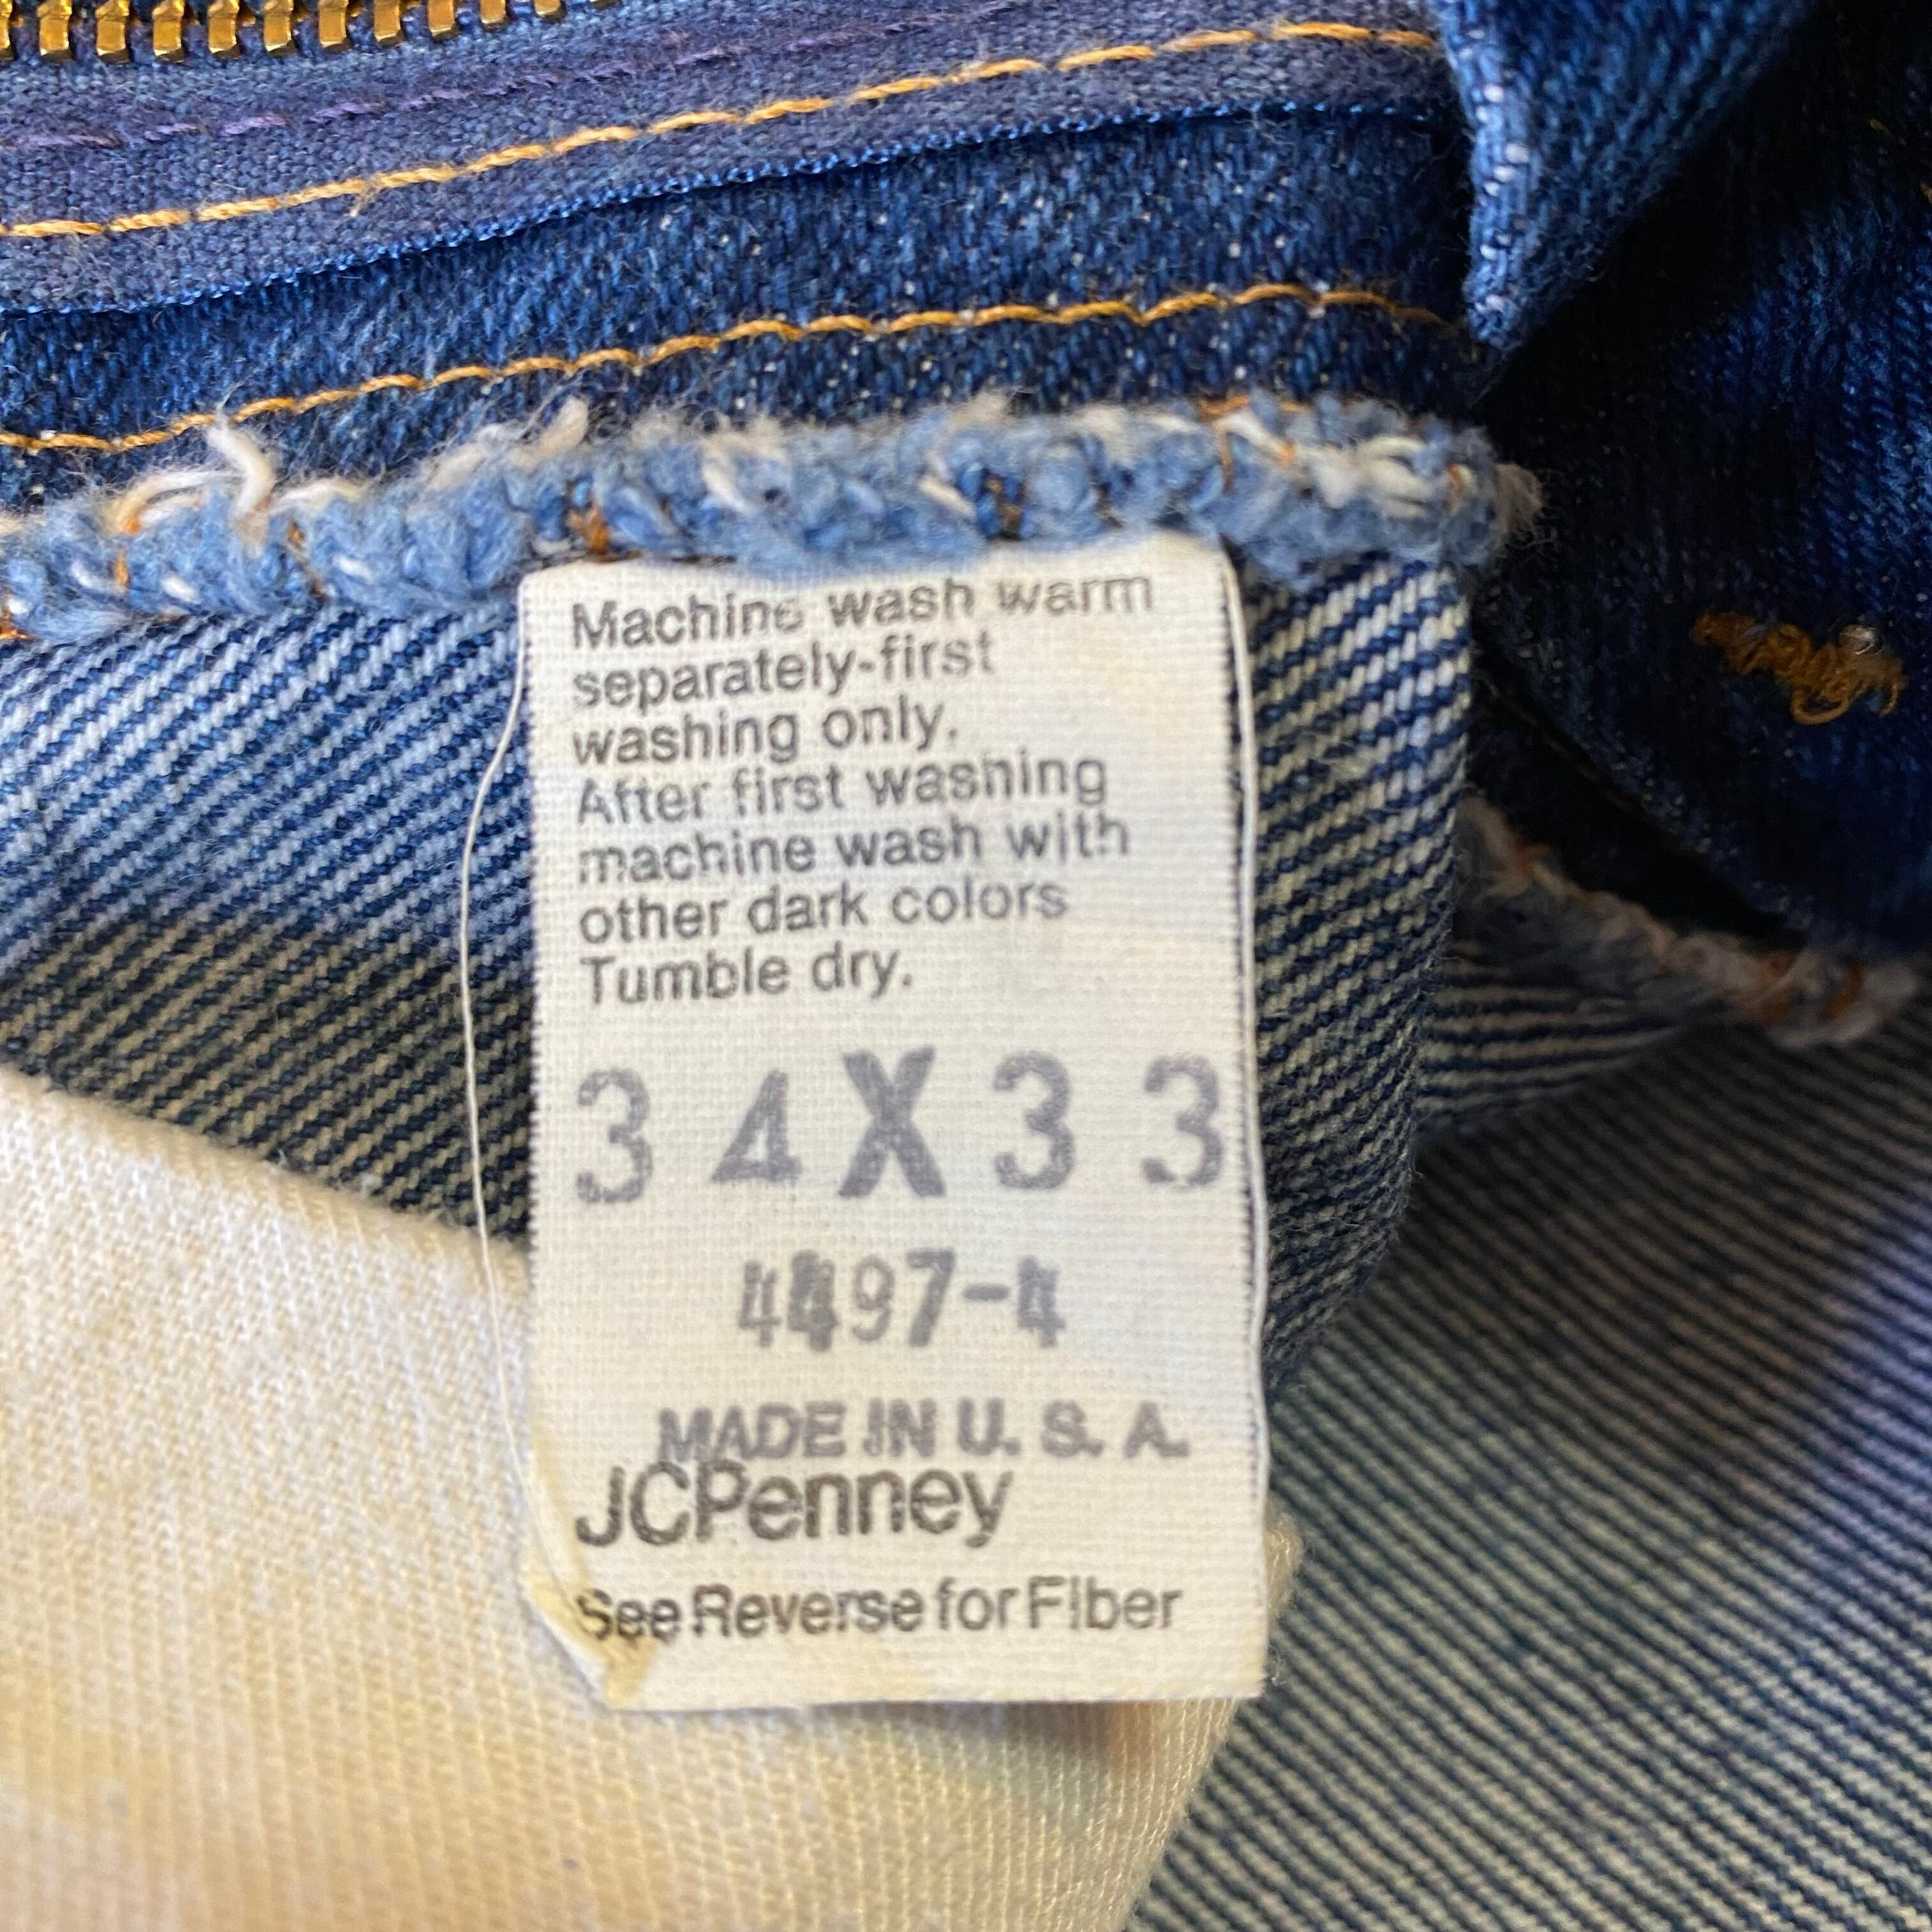 Machine wash warm
separately-first
washing only.
After first washing
machine wash with
other dark colors
Tumble dry.
34X33
4497-4
MADE IN U. S. A.
JCPenney
See Reverse for Fiber